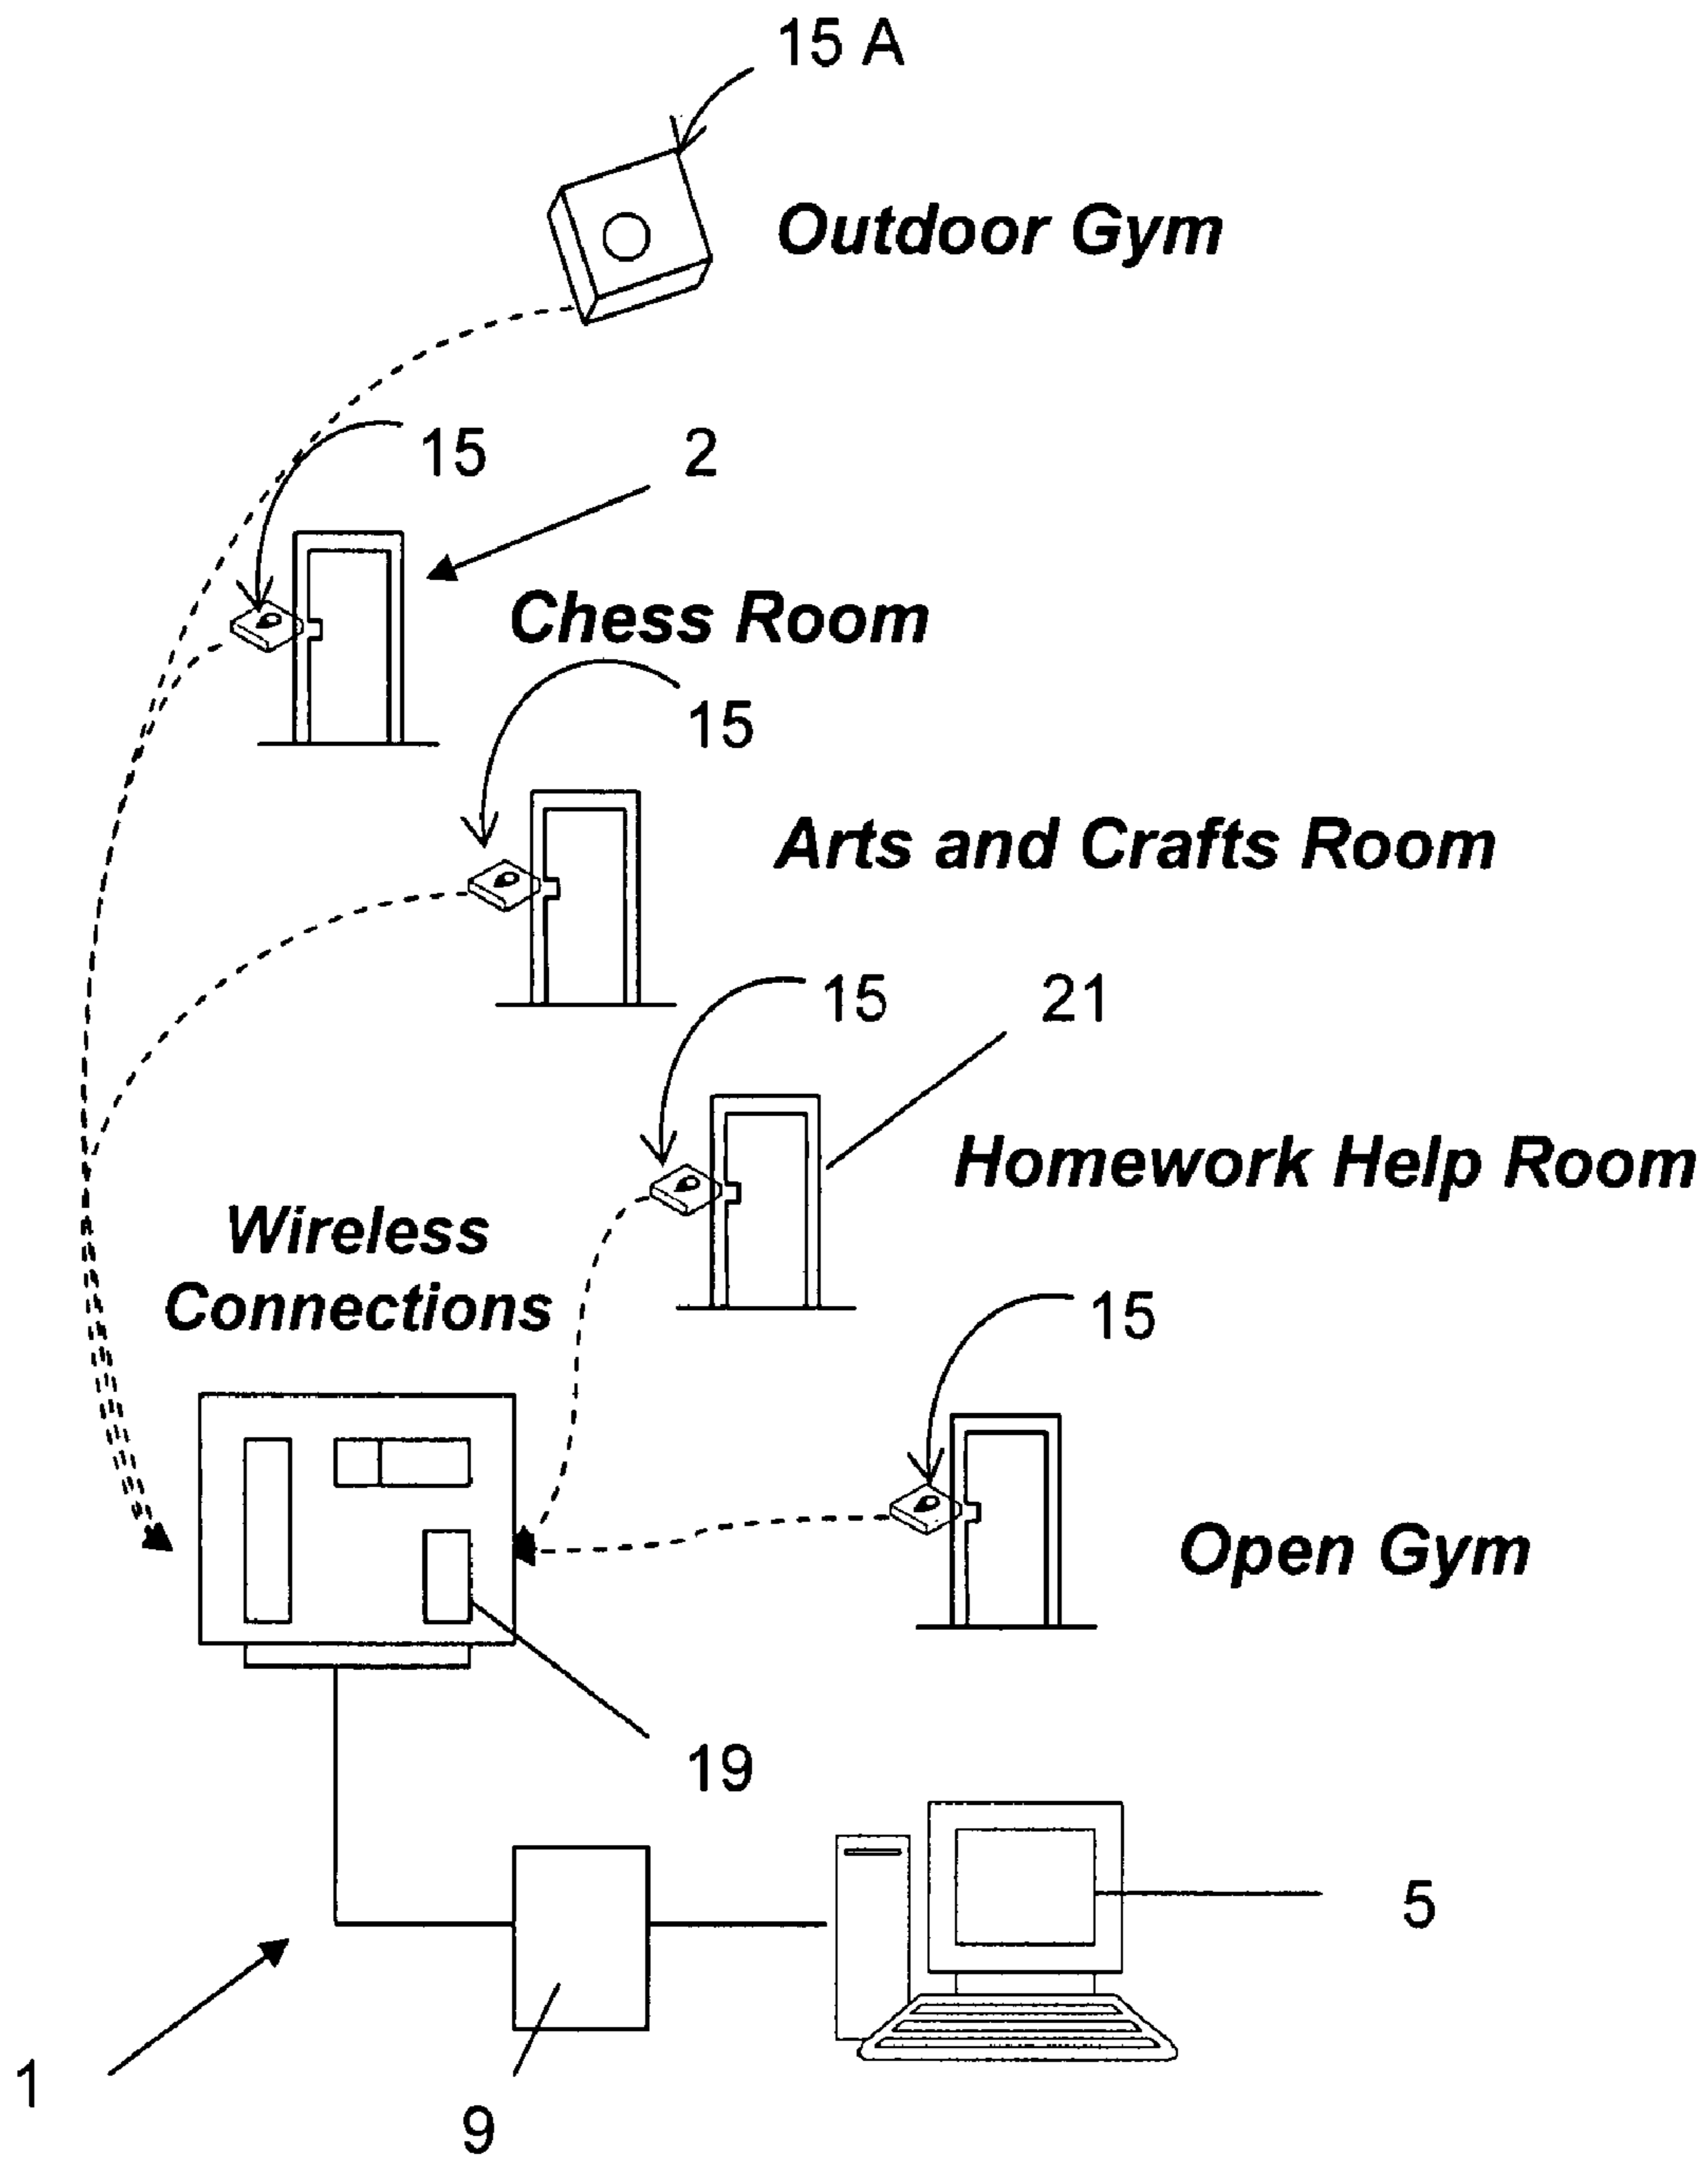 15 A
Outdoor Gym
15
2
Chess Room
15
Arts and Crafts Room
15
21
Homework Help Room
Wireless
Connections
15
Open Gym
19
5
1
9